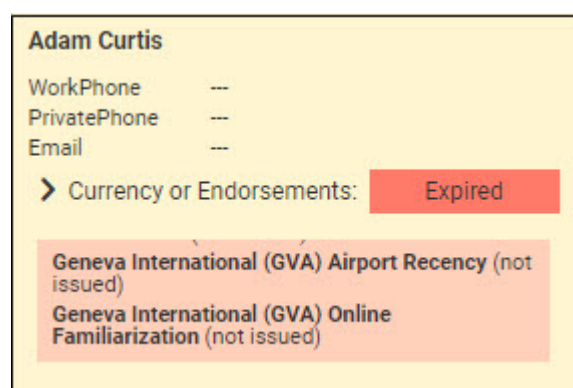 Adam Curtis
WorkPhone ---
PrivatePhone ---
Email ---
Currency or Endorsements: Expired
Geneva International (GVA) Airport Recency (not
issued)
Geneva International (GVA) Online
Familiarization (not issued)